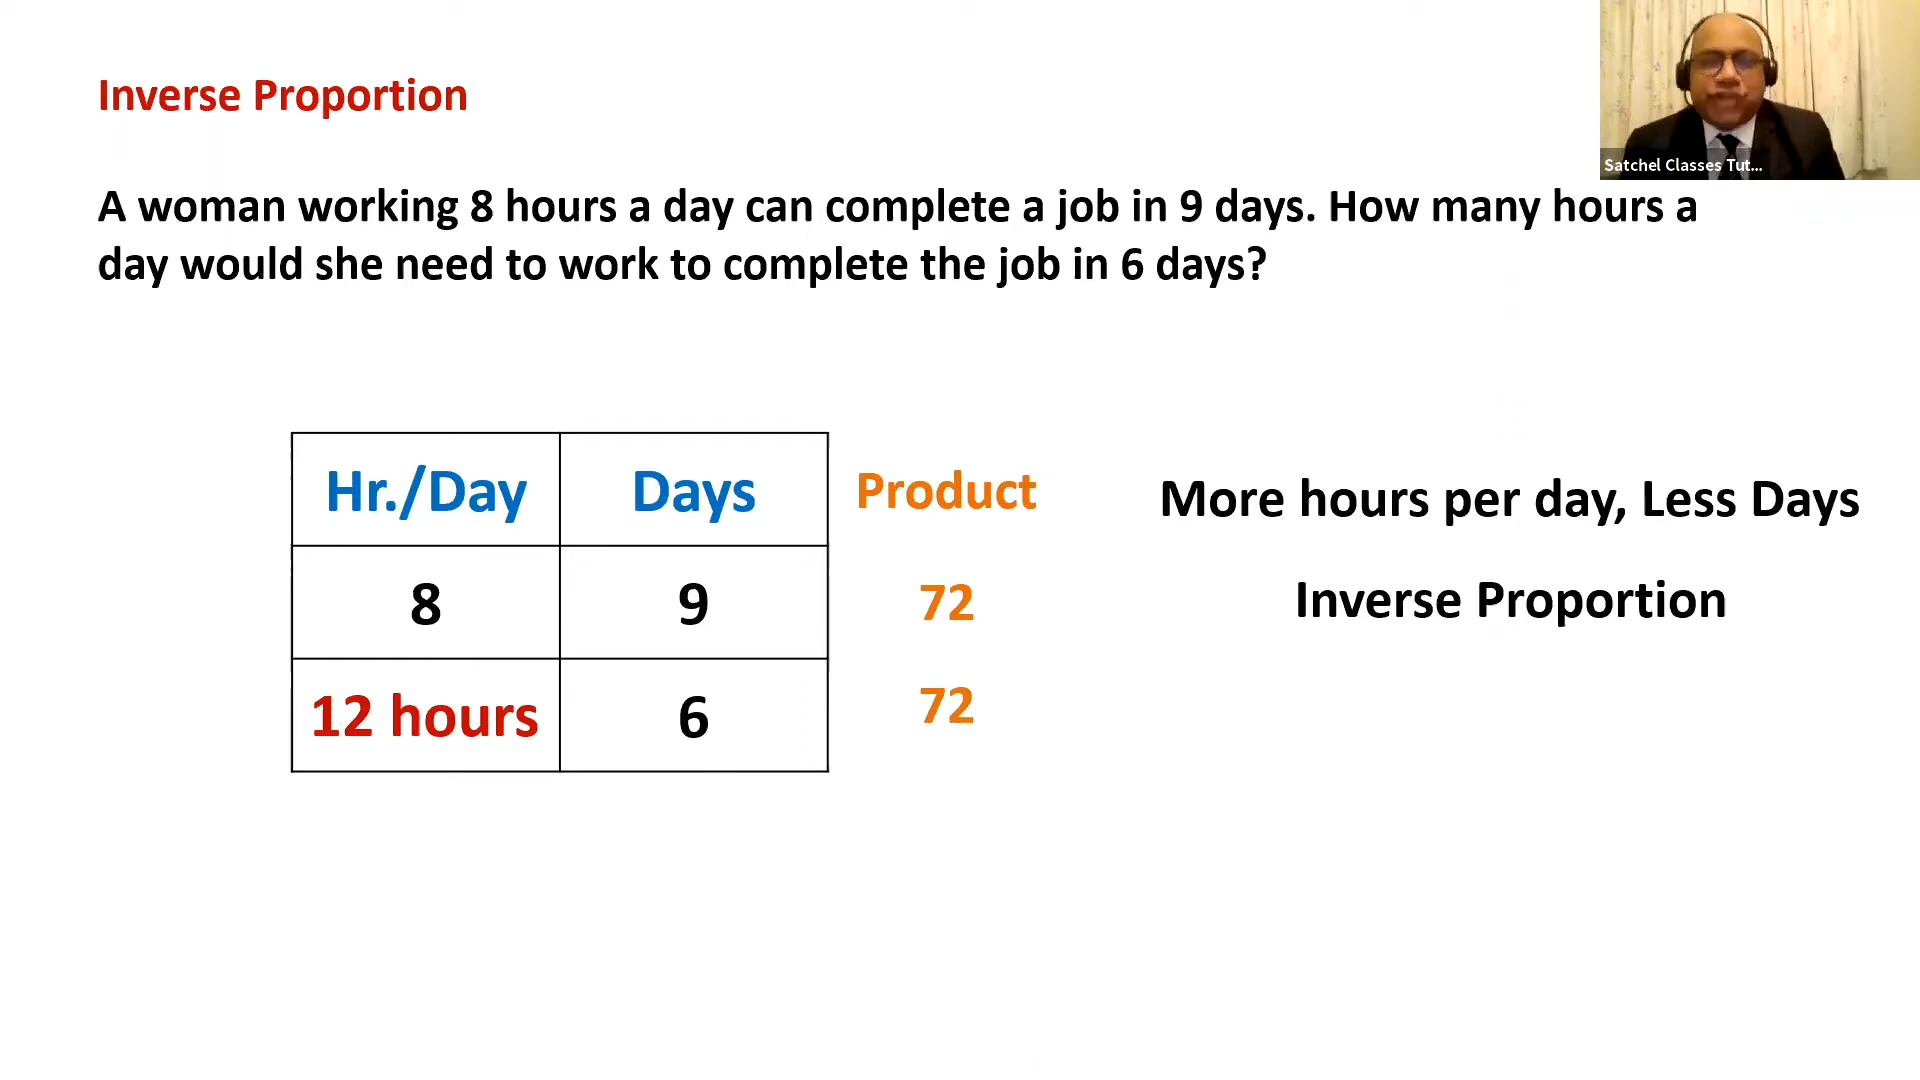 Inverse Proportion
Satchel Classes Tut...
A woman working 8 hours a day can complete a job in 9 days. How many hours a
day would she need to work to complete the job in 6 days?
Hr./Day Days Product
More hours per day, Less Days
8 9 72
Inverse Proportion
12 hours 6 72